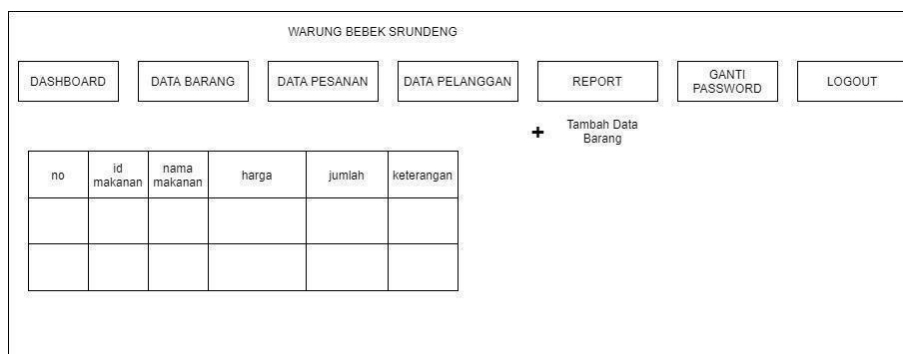 WARUNG BEBEK SRUNDENG
DASHBOARD
DATA BARANG
DATA PESANAN
DATA PELANGGAN
REPORT
GANTI
PASSWORD
LOGOUT
+ Tambah Data
Barang
no
id
makanan
nama
makanan
harga
jumlah
keterangan